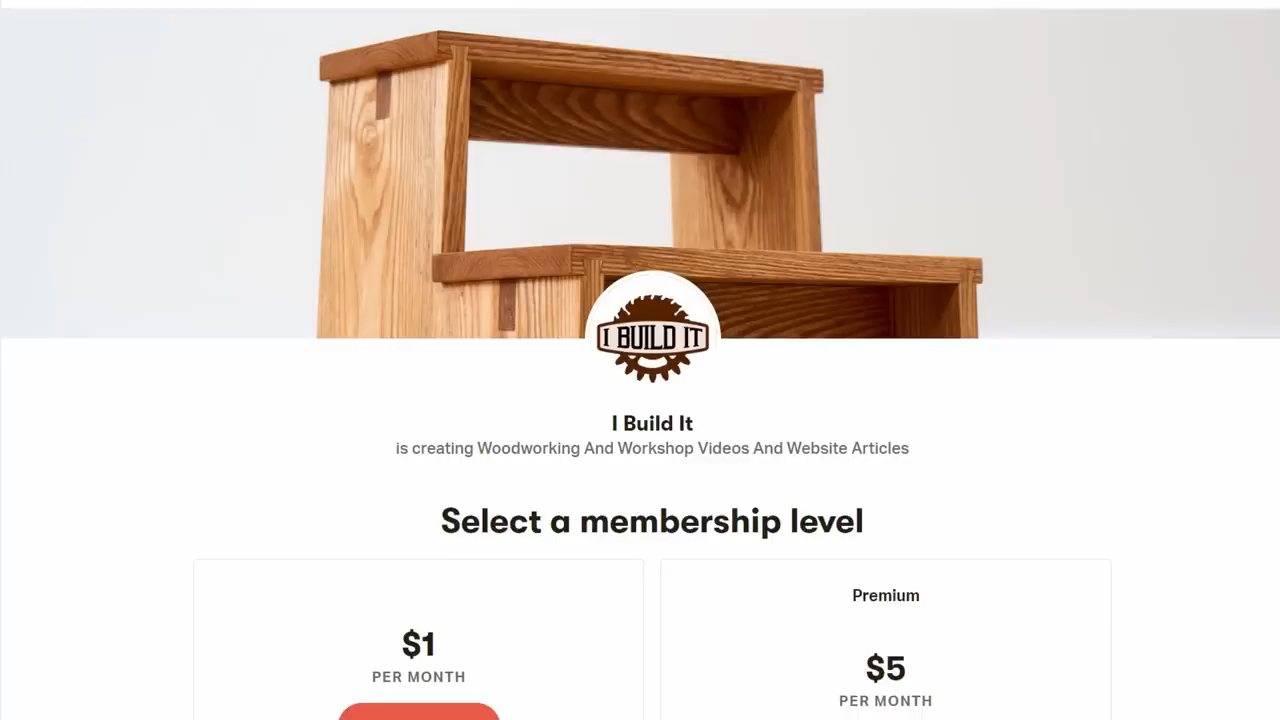 I BUILD IT
I Build It
is creating Woodworking And Workshop Videos And Website Articles
Select a membership level
$1
PER MONTH
Premium
$5
PER MONTH